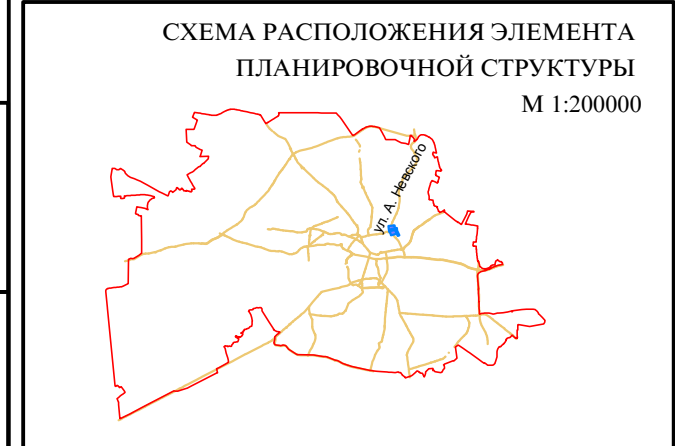 СХЕМА РАСПОЛОЖЕНИЯ ЭЛЕМЕНТА
ПЛАНИРОВОЧНОЙ СТРУКТУРЫ
М 1:200000
ул. А. Невского